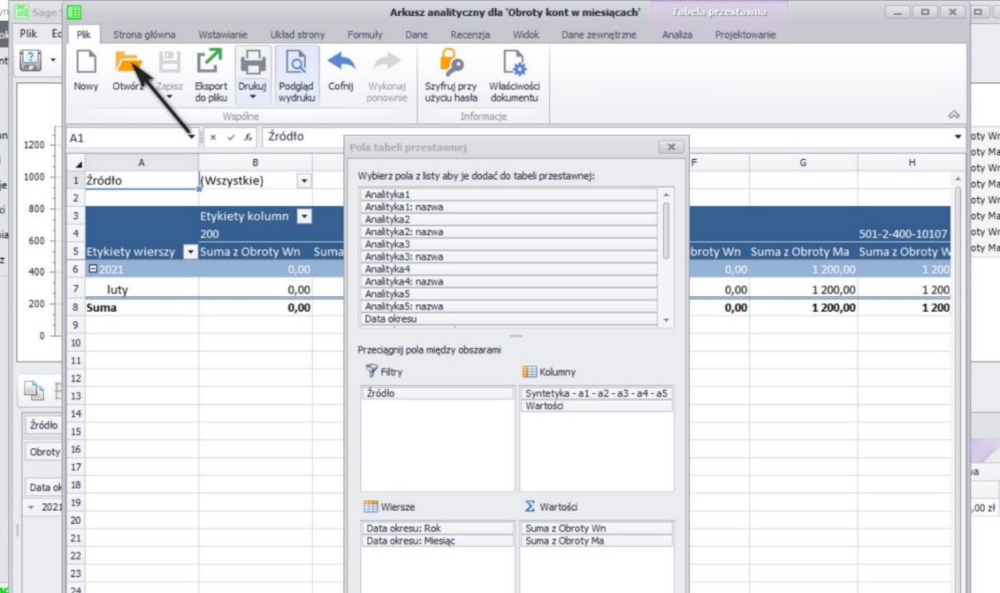 Sage
Arkusz analityczny dla 'Obroty kont w miesiącach'
Tabela przestawna
Plik
Plik Strona główna Wstawianie Układ strony Formuły Dane Recenzja Widok Dane zewnętrzne Analiza Projektowanie
Nowy Otwórz Zapisz Eksport do pliku Drukuj Podgląd wydruku Cofnij Wykonaj ponownie Szyfruj przy użyciu hasła Właściwości dokumentu
Wspólne Informacje
A1 Źródło
Pola tabeli przestawnej
A B F G H
1 Źródło (Wszystkie)
2
3 Etykiety kolumn
4 200 501-2-400-10107
5 Etykiety wierszy Suma z Obroty Wn Suma Suma z Obroty Ma Suma z Obroty W
6 2021 0,00 0,00 1 200,00 1 200
7 luty 0,00 0,00 1 200,00 1 200
8 Suma 0,00 0,00 1 200,00 1 200
9
10
11
12
13
14
15
16
17
18
19
20
21
22
23
24
Wybierz pola z listy aby je dodać do tabeli przestawnej:
Analityka1
Analityka1: nazwa
Analityka2
Analityka2: nazwa
Analityka3
Analityka3: nazwa
Analityka4
Analityka4: nazwa
Analityka5
Analityka5: nazwa
Data okresu
Przeciągnij pola między obszarami
Filtry Kolumny
Źródło
Syntetyka - a1 - a2 - a3 - a4 - a5
Wartości
Wiersze Wartości
Data okresu: Rok
Data okresu: Miesiąc
Suma z Obroty Wn
Suma z Obroty Ma
1200
1000
800
600
400
200
0
Źródło
Obroty
Data ok
2021
oty Wn
oty Ma
oty Wn
oty Ma
oty Wn
oty Ma
oty Wn
oty Ma
,00 zł